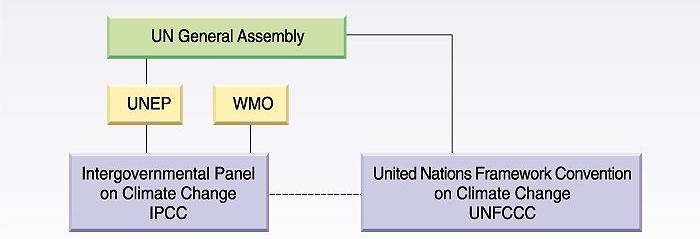 UN General Assembly
UNEP
WMO
Intergovernmental Panel
on Climate Change
IPCC
United Nations Framework Convention
on Climate Change
UNFCCC